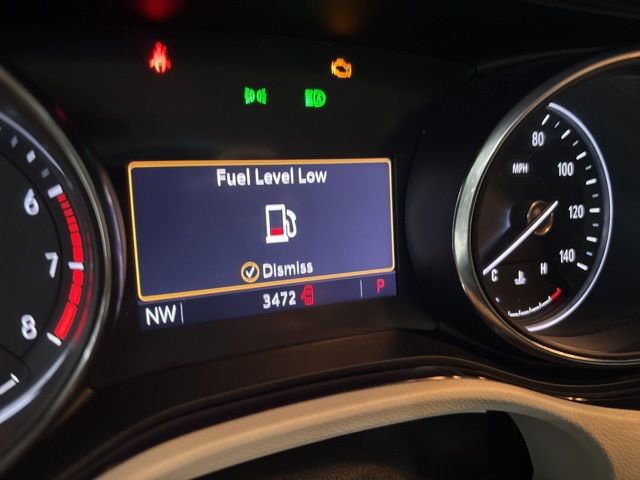 Fuel Level Low
Dismiss
NW
3472
P
6
7
8
80
100
120
140
MPH
C
H
A